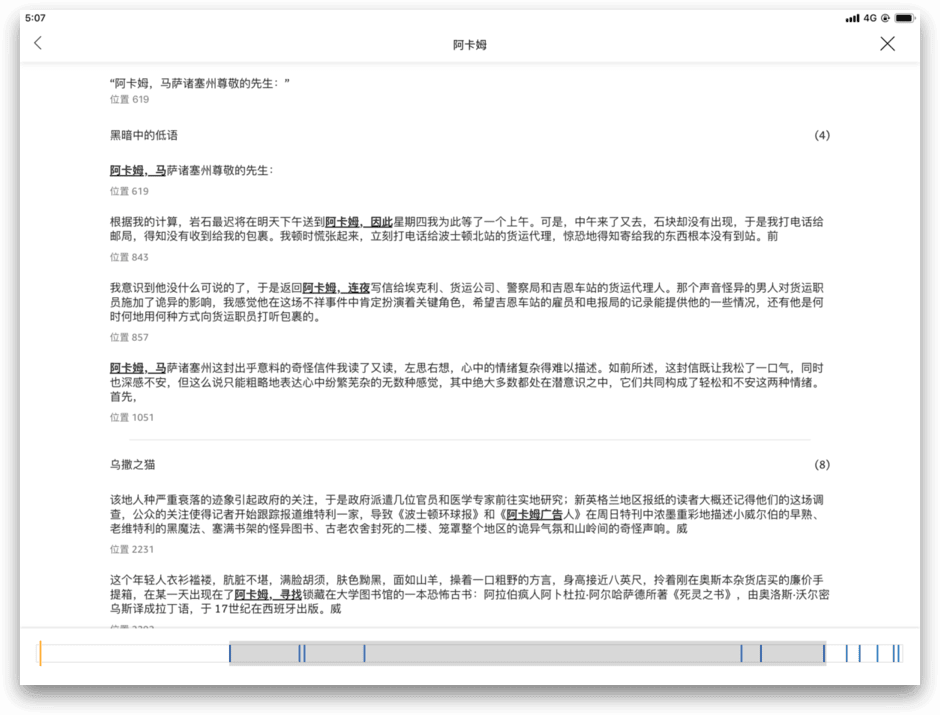 5:07
4G
阿卡姆
“阿卡姆，马萨诸塞州尊敬的先生：”
位置 619
黑暗中的低语
(4)
阿卡姆，马萨诸塞州尊敬的先生：
位置 619
根据我的计算，岩石最迟将在明天下午送到阿卡姆，因此星期四我为此等了一个上午。可是，中午来了又去，石块却没有出现，于是我打电话给
邮局，得知没有收到给我的包裹。我顿时慌张起来，立刻打电话给波士顿北站的货运代理，惊恐地得知寄给我的东西根本没有到站。前
位置 843
我意识到他没什么可说的了，于是返回阿卡姆，连夜写信给埃克利、货运公司、警察局和吉恩车站的货运代理人。那个声音怪异的男人对货运职
员施加了诡异的影响，我感觉他在这场不祥事件中肯定扮演着关键角色，希望吉恩车站的雇员和电报局的记录能提供他的一些情况，还有他是何
时何地用何种方式向货运职员打听包裹的。
位置 857
阿卡姆，马萨诸塞州这封出乎意料的奇怪信件我读了又读，左思右想，心中的情绪复杂得难以描述。如前所述，这封信既让我松了一口气，同时
也深感不安，但这么说只能粗略地表达心中纷繁芜杂的无数种感觉，其中绝大多数都处在潜意识之中，它们共同构成了轻松和不安这两种情绪。
首先，
位置 1051
乌撒之猫
(8)
该地人种严重衰落的迹象引起政府的关注，于是政府派遣几位官员和医学专家前往实地研究；新英格兰地区报纸的读者大概还记得他们的这场调
查，公众的关注使得记者开始跟踪报道维特利一家，导致《波士顿环球报》和《阿卡姆广告人》在周日特刊中浓墨重彩地描述小威尔伯的早熟、
老维特利的黑魔法、塞满书架的怪异图书、古老农舍封死的二楼、笼罩整个地区的诡异气氛和山岭间的奇怪声响。威
位置 2231
这个年轻人衣衫褴褛，肮脏不堪，满脸胡须，肤色黝黑，面如山羊，操着一口粗野的方言，身高接近八英尺，拎着刚在奥斯本杂货店买的廉价手
提箱，在某一天出现在了阿卡姆，寻找锁藏在大学图书馆的一本恐怖古书：阿拉伯疯人阿卜杜拉·阿尔哈萨德所著《死灵之书》，由奥洛斯·沃尔密
乌斯译成拉丁语，于 17世纪在西班牙出版。威